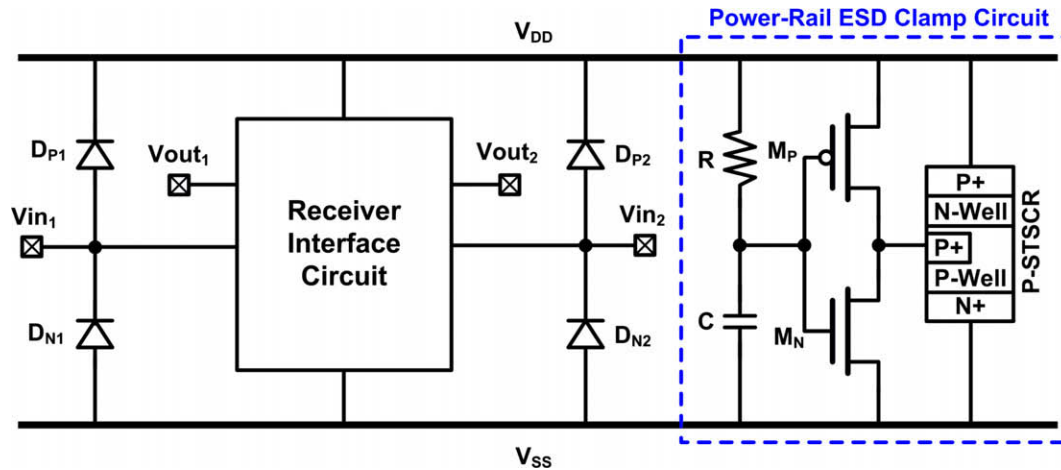 Power-Rail ESD Clamp Circuit
VDD
DP1
Vout1
Vout2
DP2
R
MP
P+
N-Well
P+
P-Well
N+
P-STSCR
Vin1
Receiver
Interface
Circuit
Vin2
DN1
DN2
C
MN
VSS